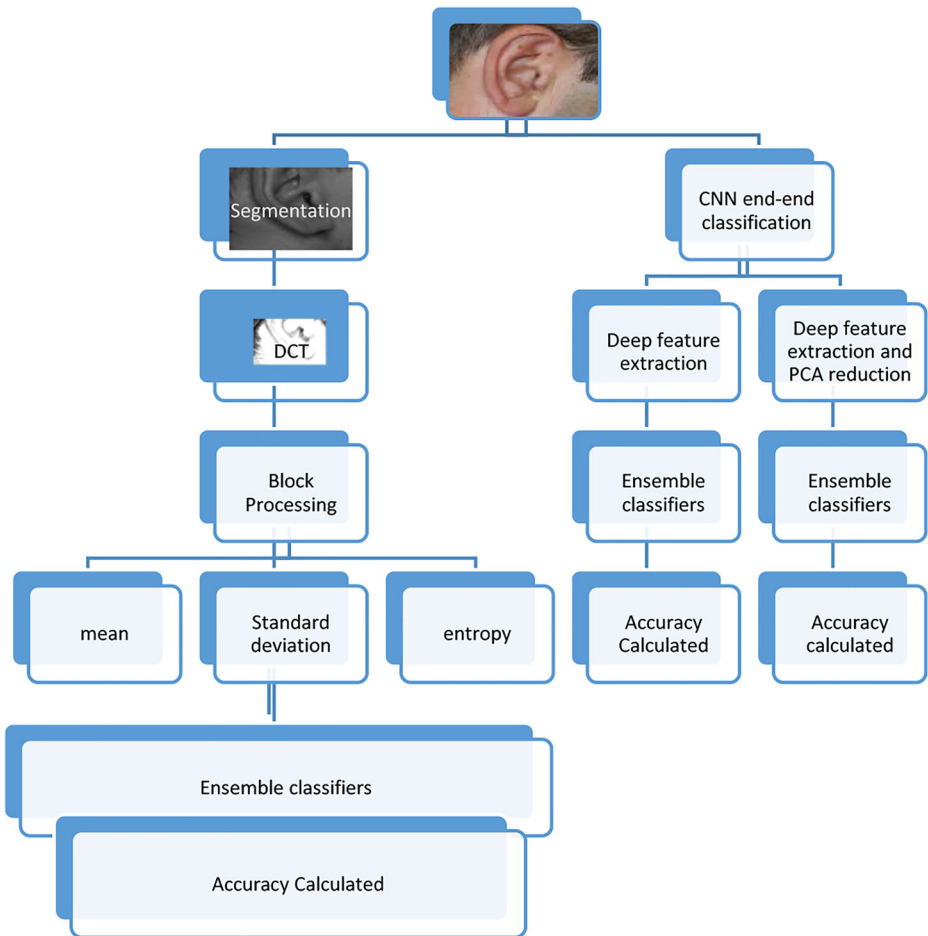 Segmentation
CNN end-end
classification
DCT
Deep feature
extraction
Deep feature
extraction and
PCA reduction
Block
Processing
Ensemble
classifiers
Ensemble
classifiers
mean
Standard
deviation
entropy
Accuracy
Calculated
Accuracy
calculated
Ensemble classifiers
Accuracy Calculated